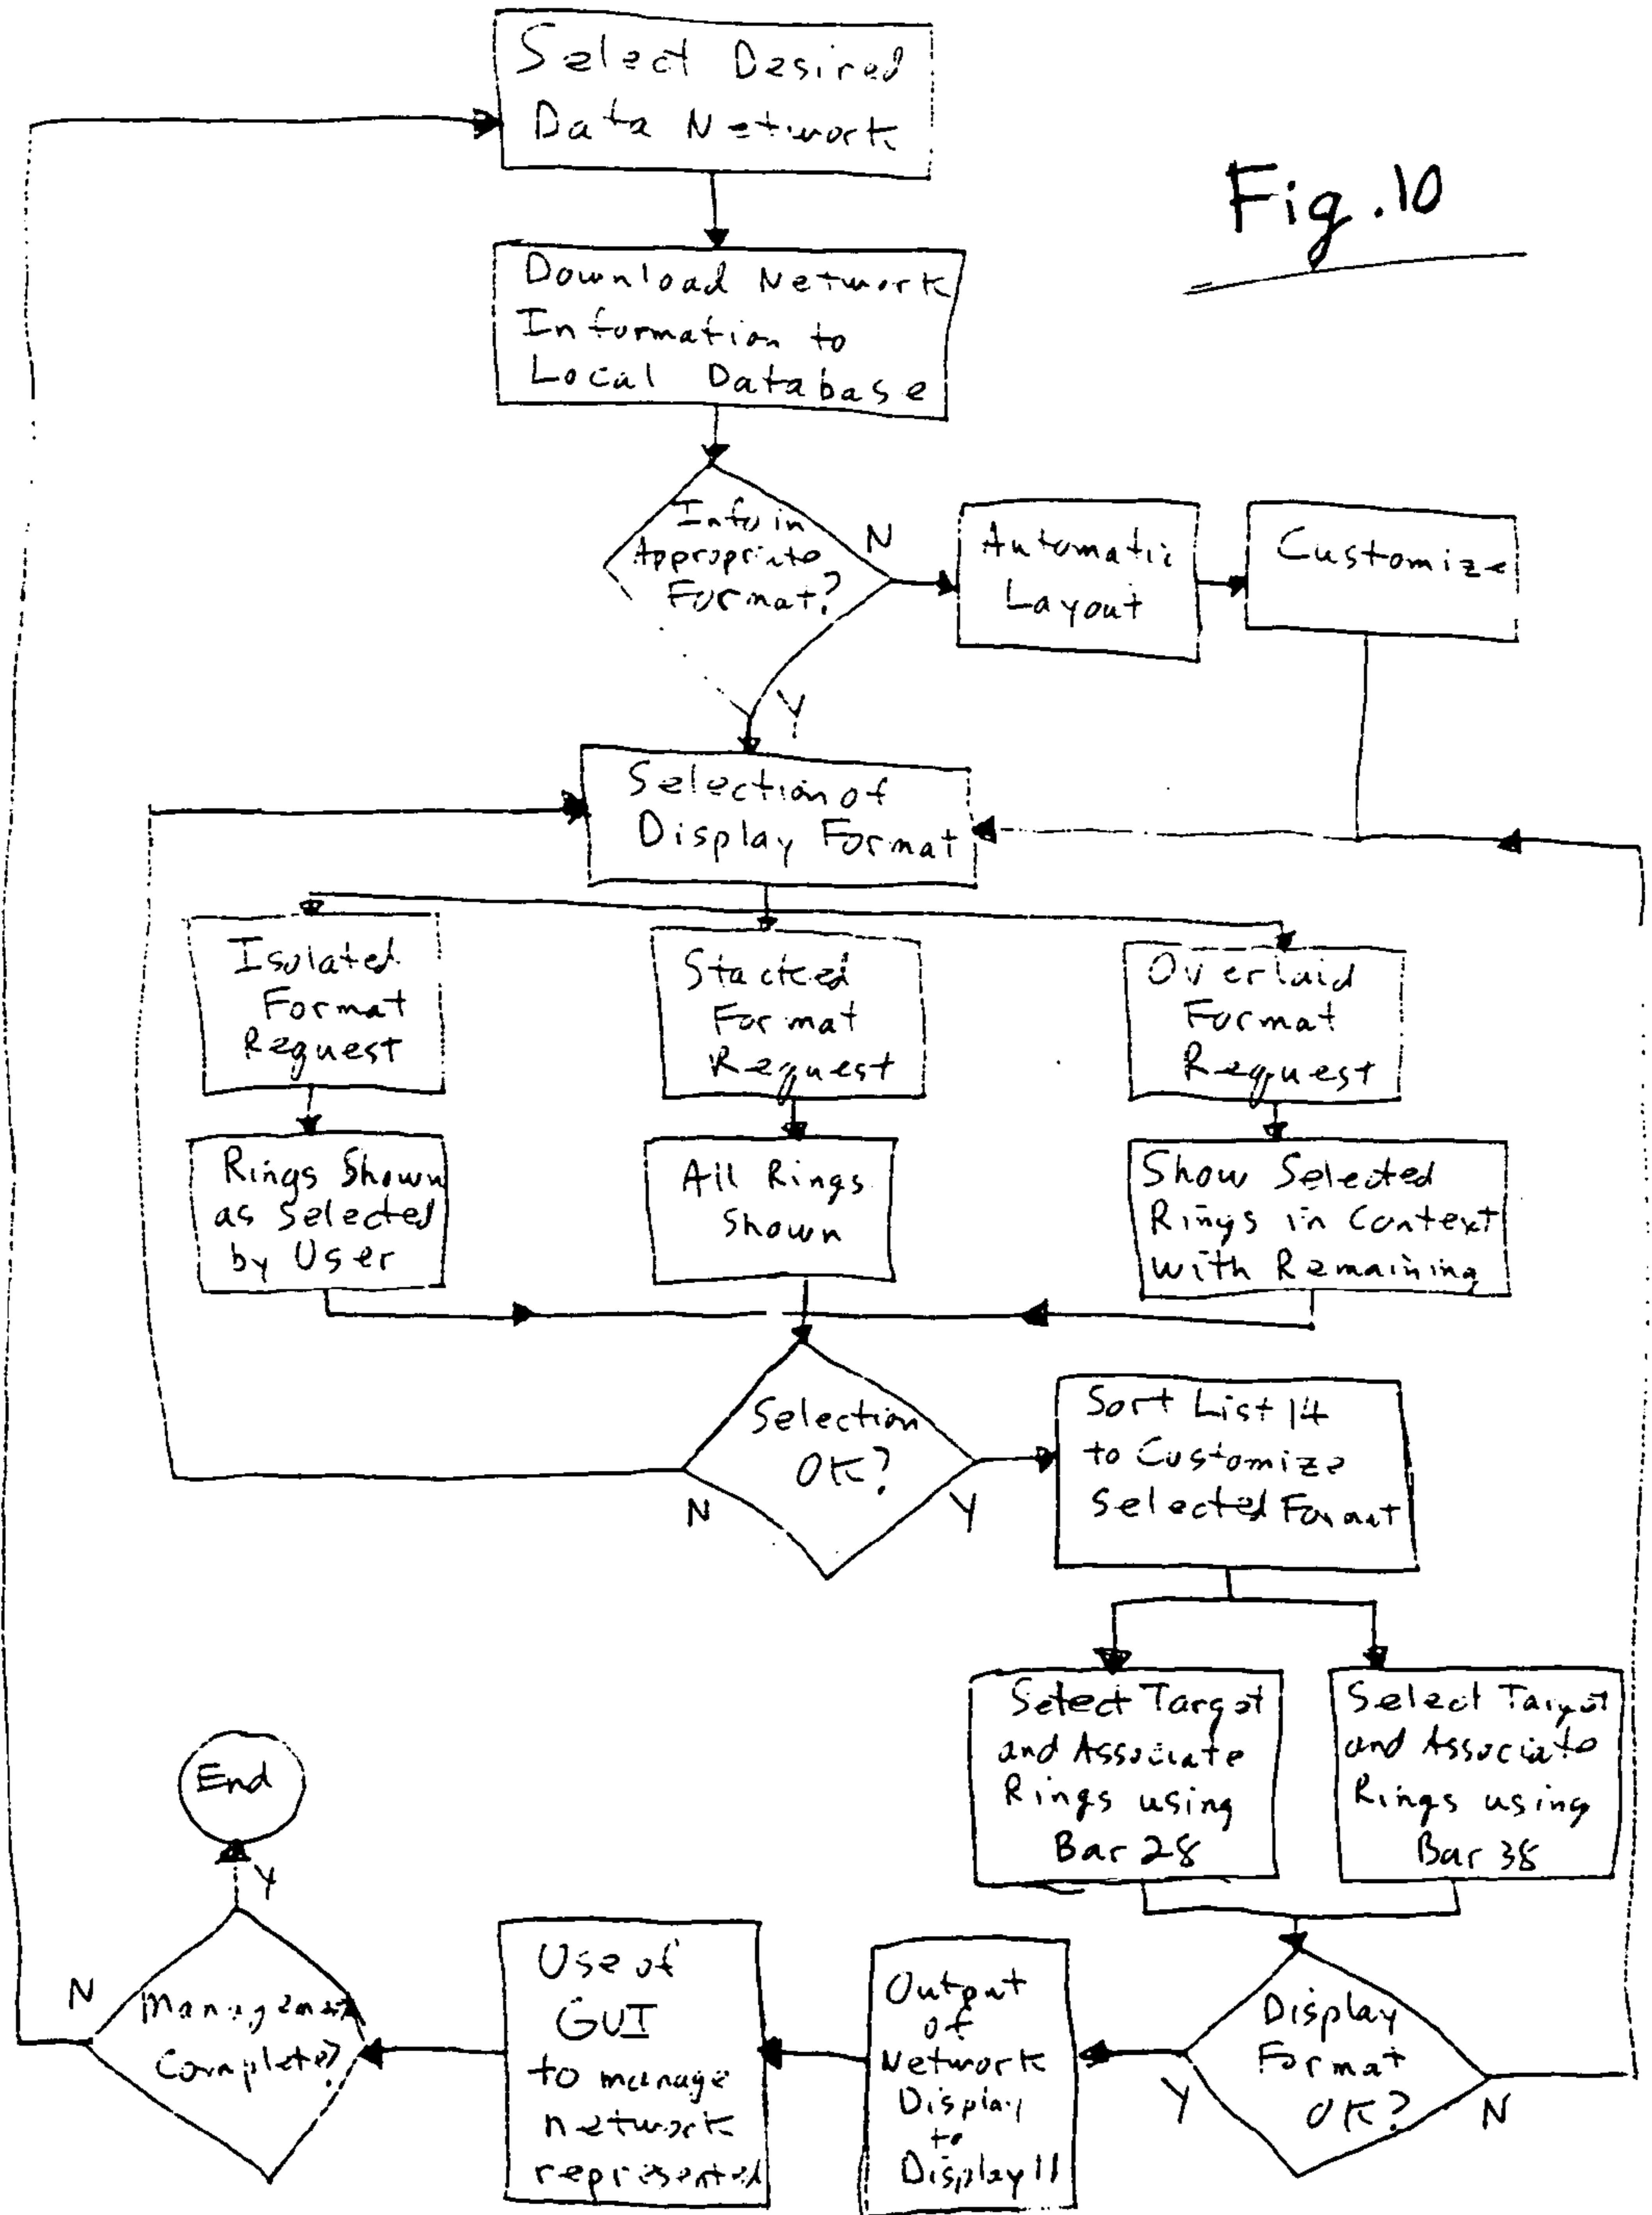 Select Desired
Data Network
Fig. 10
Download Network
Information to
Local Database
Info in
Appropriate
Format?
N
Automatic
Layout
Customize
Y
Selection of
Display Format
Isolated
Format
Request
Stacked
Format
Request
Overlaid
Format
Request
Rings Shown
as Selected
by User
All Rings
Shown
Show Selected
Rings in Context
with Remaining
Selection
OK?
N
Y
Sort List 14
to Customize
Selected Format
Select Target
and Associate
Rings using
Bar 28
Select Target
and Associate
Rings using
Bar 38
End
Y
N
Management
Complete?
Use of
GUI
to manage
network
represented
Output
of
Network
Display
to
Display 11
Y
Display
Format
OK?
N